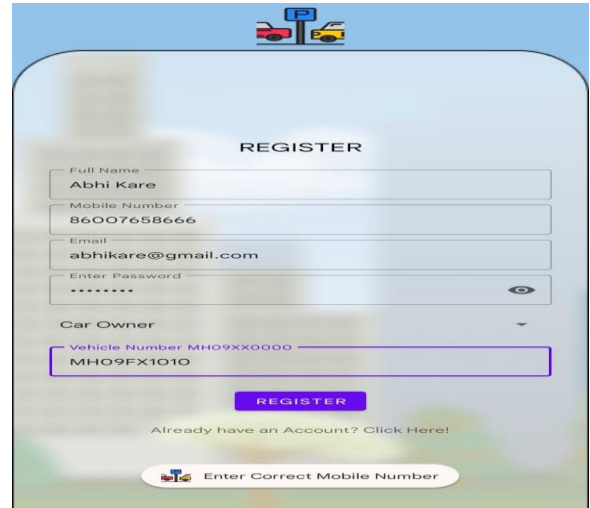 P
REGISTER
Full Name
Abhi Kare
Mobile Number
86007658666
Email
abhikare@gmail.com
Enter Password
••••••••
Car Owner
Vehicle Number MH09XX0000
MH09FX1010
REGISTER
Already have an Account? Click Here!
Enter Correct Mobile Number